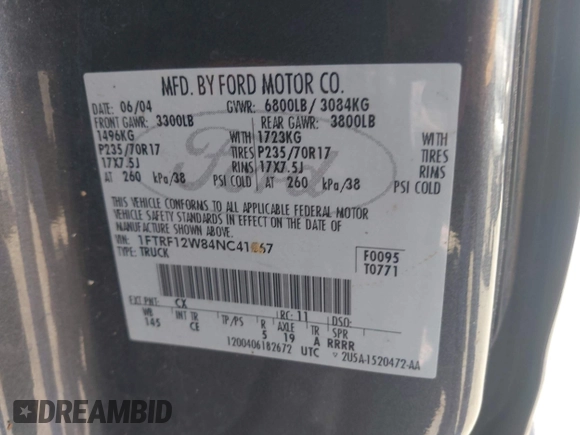 MFD. BY FORD MOTOR CO.
DATE: 06/04 GVWR: 6800LB/ 3084KG
FRONT GAWR: 3300LB REAR GAWR: 3800LB
1496KG WITH 1723KG WITH
P235/70R17 TIRES P235/70R17 TIRES
17X7.5J RIMS 17X7.5J RIMS
AT 260 kPa/38 PSI COLD AT 260 kPa/38 PSI COLD
THIS VEHICLE CONFORMS TO ALL APPLICABLE FEDERAL MOTOR
VEHICLE SAFETY STANDARDS IN EFFECT ON THE DATE OF
MANUFACTURE SHOWN ABOVE.
VIN: F0095
TYPE: TRUCK T0771
Ford
EXT PNT: CX RC: 11 DSO:
WB INT TR TP/PS R AXLE TR SPR
145 CE 5 19 A RRRR
1200406182672 UTC 2U5A-1520472-AA
DREAMBID